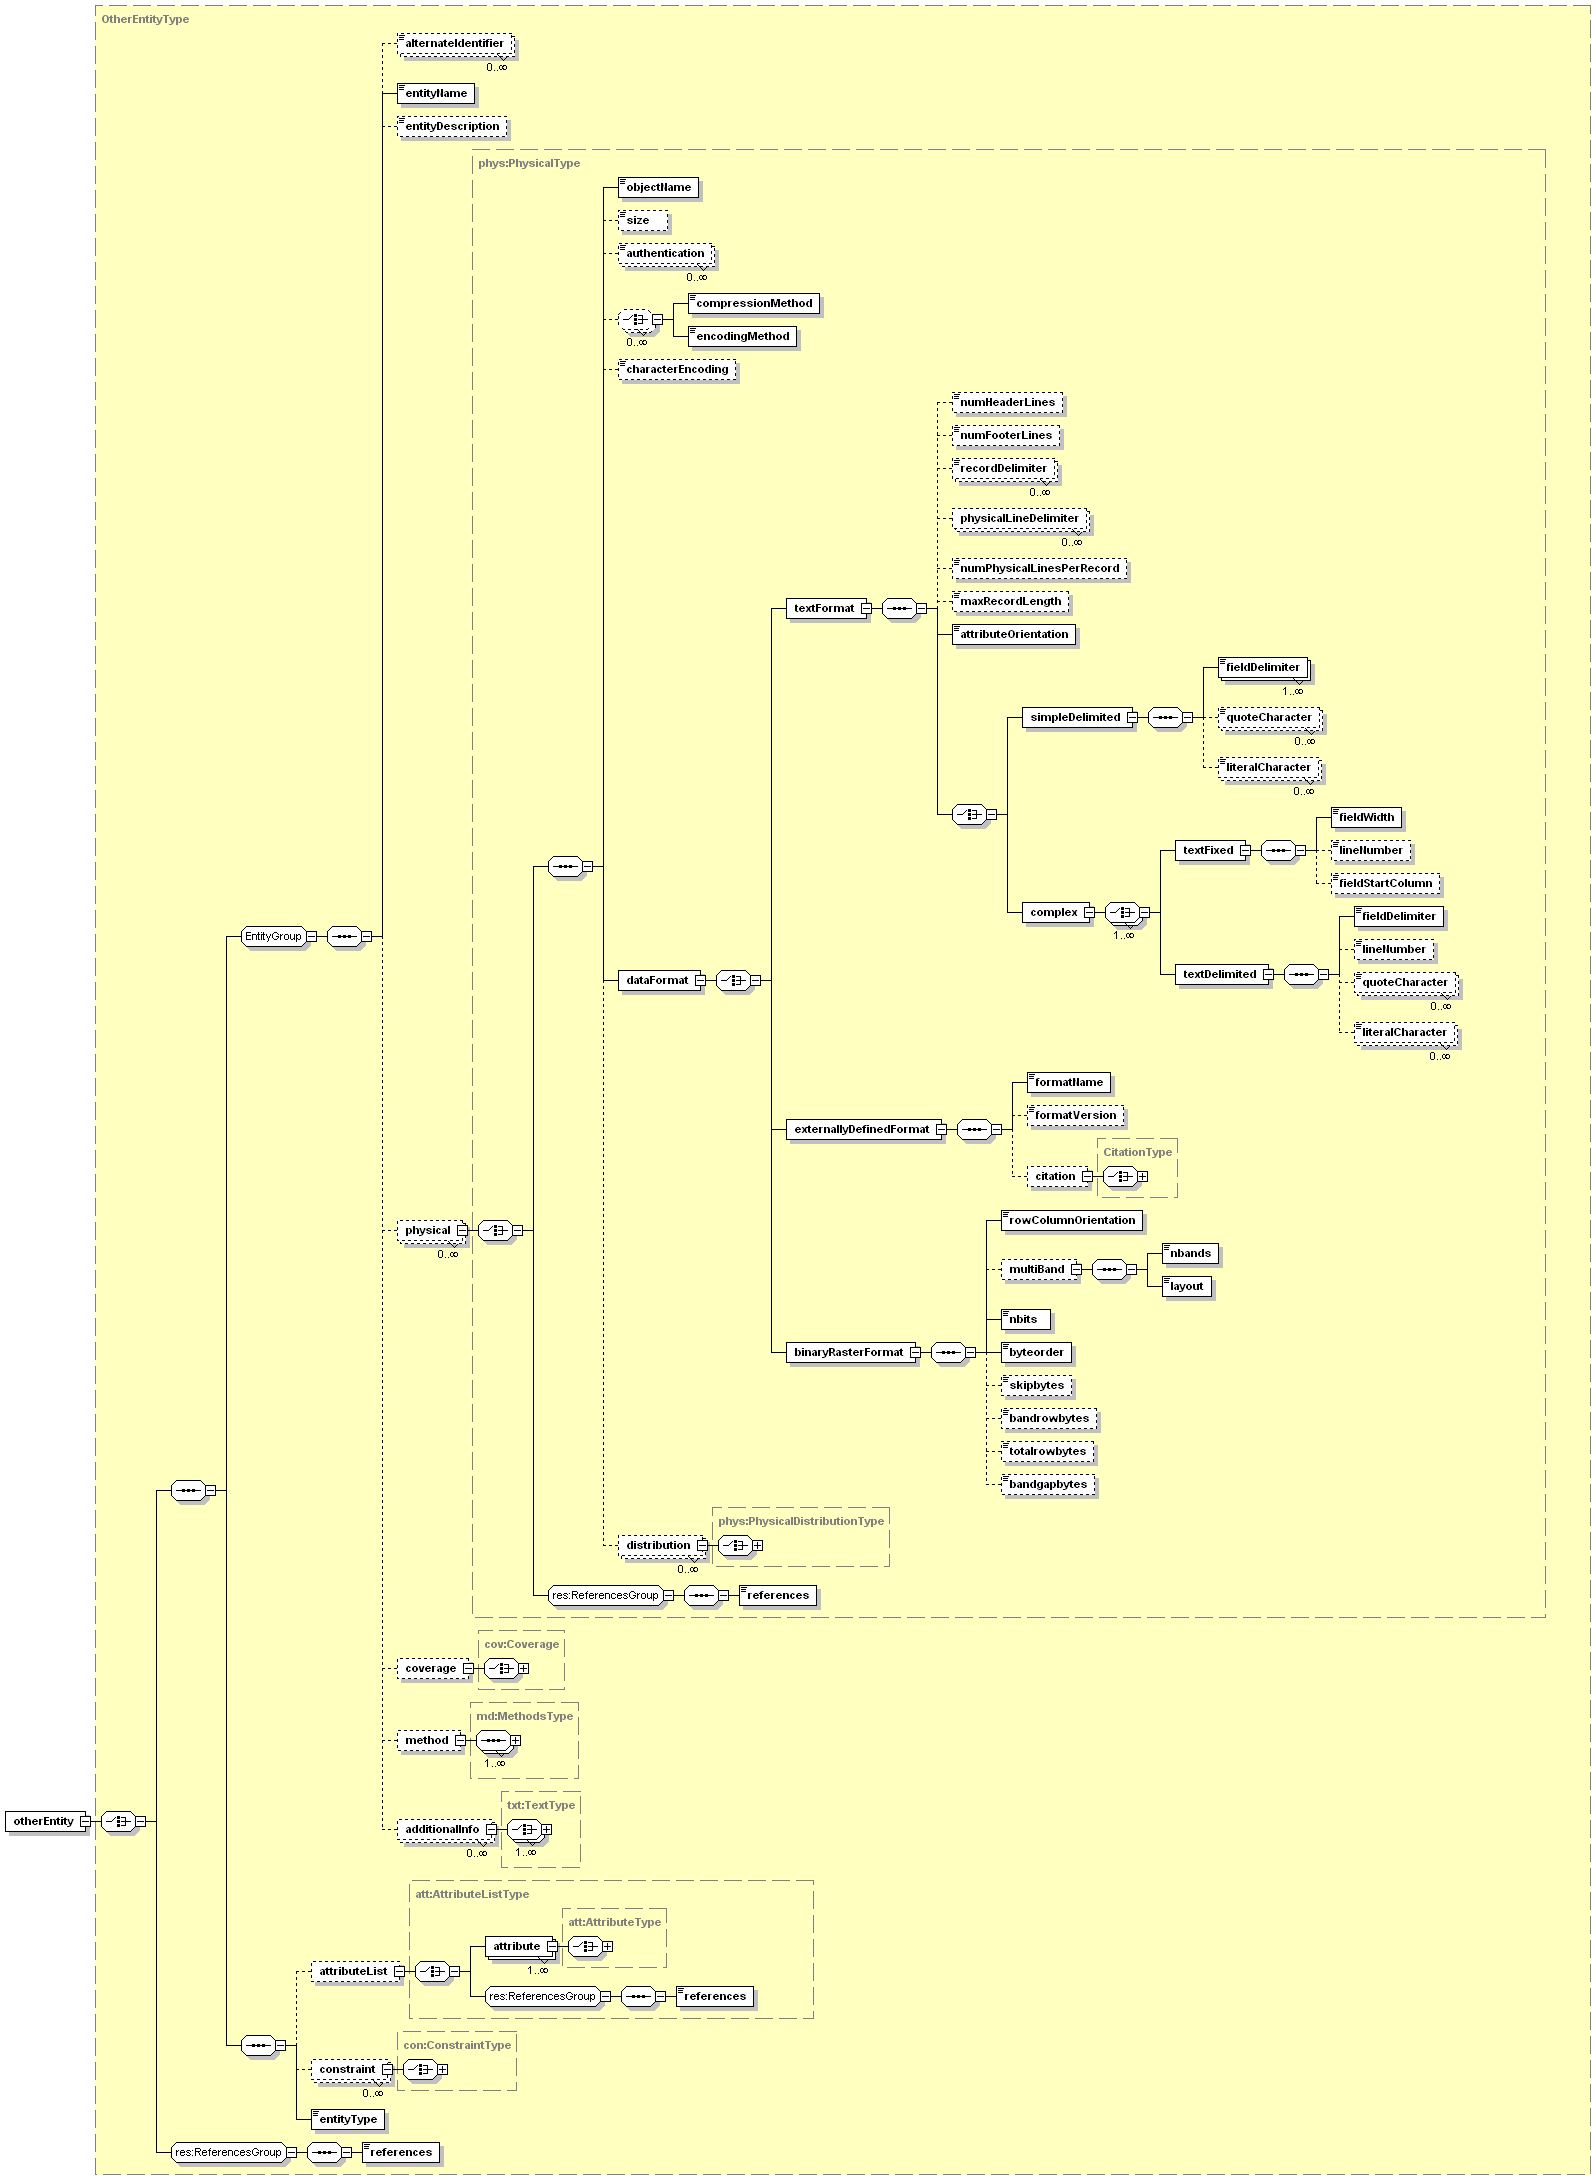 OtherEntityType
alternateIdentifier
0..∞
entityName
entityDescription
phys:PhysicalType
objectName
size
authentication
0..∞
compressionMethod
0..∞
encodingMethod
characterEncoding
numHeaderLines
numFooterLines
recordDelimiter
0..∞
physicalLineDelimiter
0..∞
numPhysicalLinesPerRecord
textFormat
maxRecordLength
attributeOrientation
fieldDelimiter
1..∞
simpleDelimited
quoteCharacter
0..∞
literalCharacter
0..∞
fieldWidth
textFixed
lineNumber
fieldStartColumn
complex
1..∞
fieldDelimiter
lineNumber
textDelimited
quoteCharacter
0..∞
literalCharacter
0..∞
EntityGroup
dataFormat
formatName
externallyDefinedFormat
formatVersion
CitationType
citation
physical
0..∞
rowColumnOrientation
multiBand
nbands
layout
nbits
binaryRasterFormat
byteorder
skipbytes
bandrowbytes
totalrowbytes
bandgapbytes
phys:PhysicalDistributionType
distribution
0..∞
res:ReferencesGroup
references
cov:Coverage
coverage
md:MethodsType
method
1..∞
otherEntity
txt:TextType
additionalInfo
0..∞
1..∞
att:AttributeListType
att:AttributeType
attribute
1..∞
attributeList
res:ReferencesGroup
references
con:ConstraintType
constraint
0..∞
entityType
res:ReferencesGroup
references